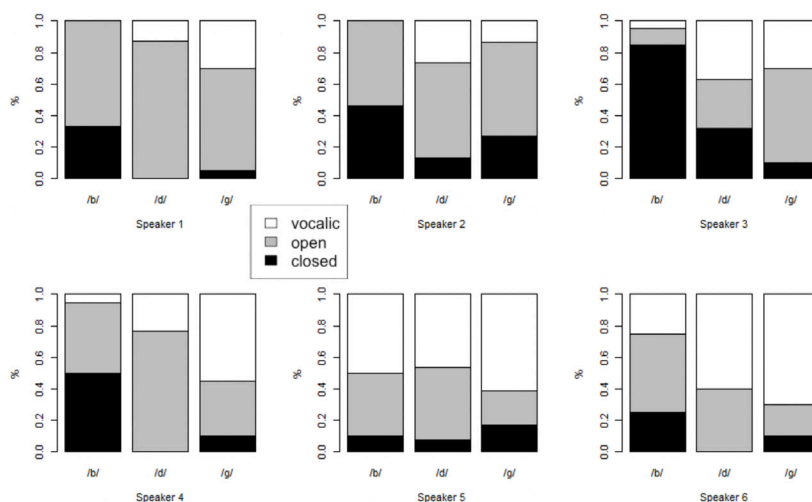 %
1.0
0.8
0.6
0.4
0.2
0.0
/b/ /d/ /g/
Speaker 1
%
1.0
0.8
0.6
0.4
0.2
0.0
/b/ /d/ /g/
Speaker 2
%
1.0
0.8
0.6
0.4
0.2
0.0
/b/ /d/ /g/
Speaker 3
vocalic
open
closed
%
1.0
0.8
0.6
0.4
0.2
0.0
/b/ /d/ /g/
Speaker 4
%
1.0
0.8
0.6
0.4
0.2
0.0
/b/ /d/ /g/
Speaker 5
%
1.0
0.8
0.6
0.4
0.2
0.0
/b/ /d/ /g/
Speaker 6